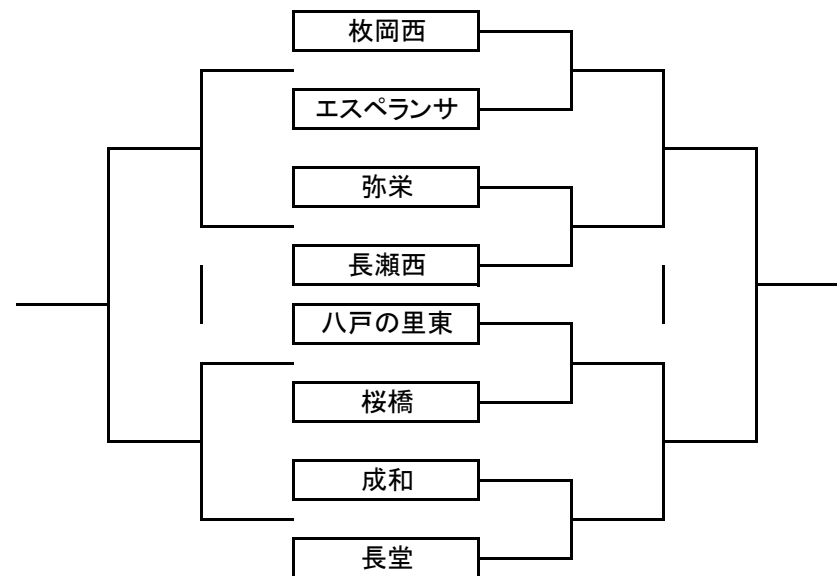 枚岡西
エスペランサ
弥栄
長瀬西
八戸の里東
桜橋
成和
長堂